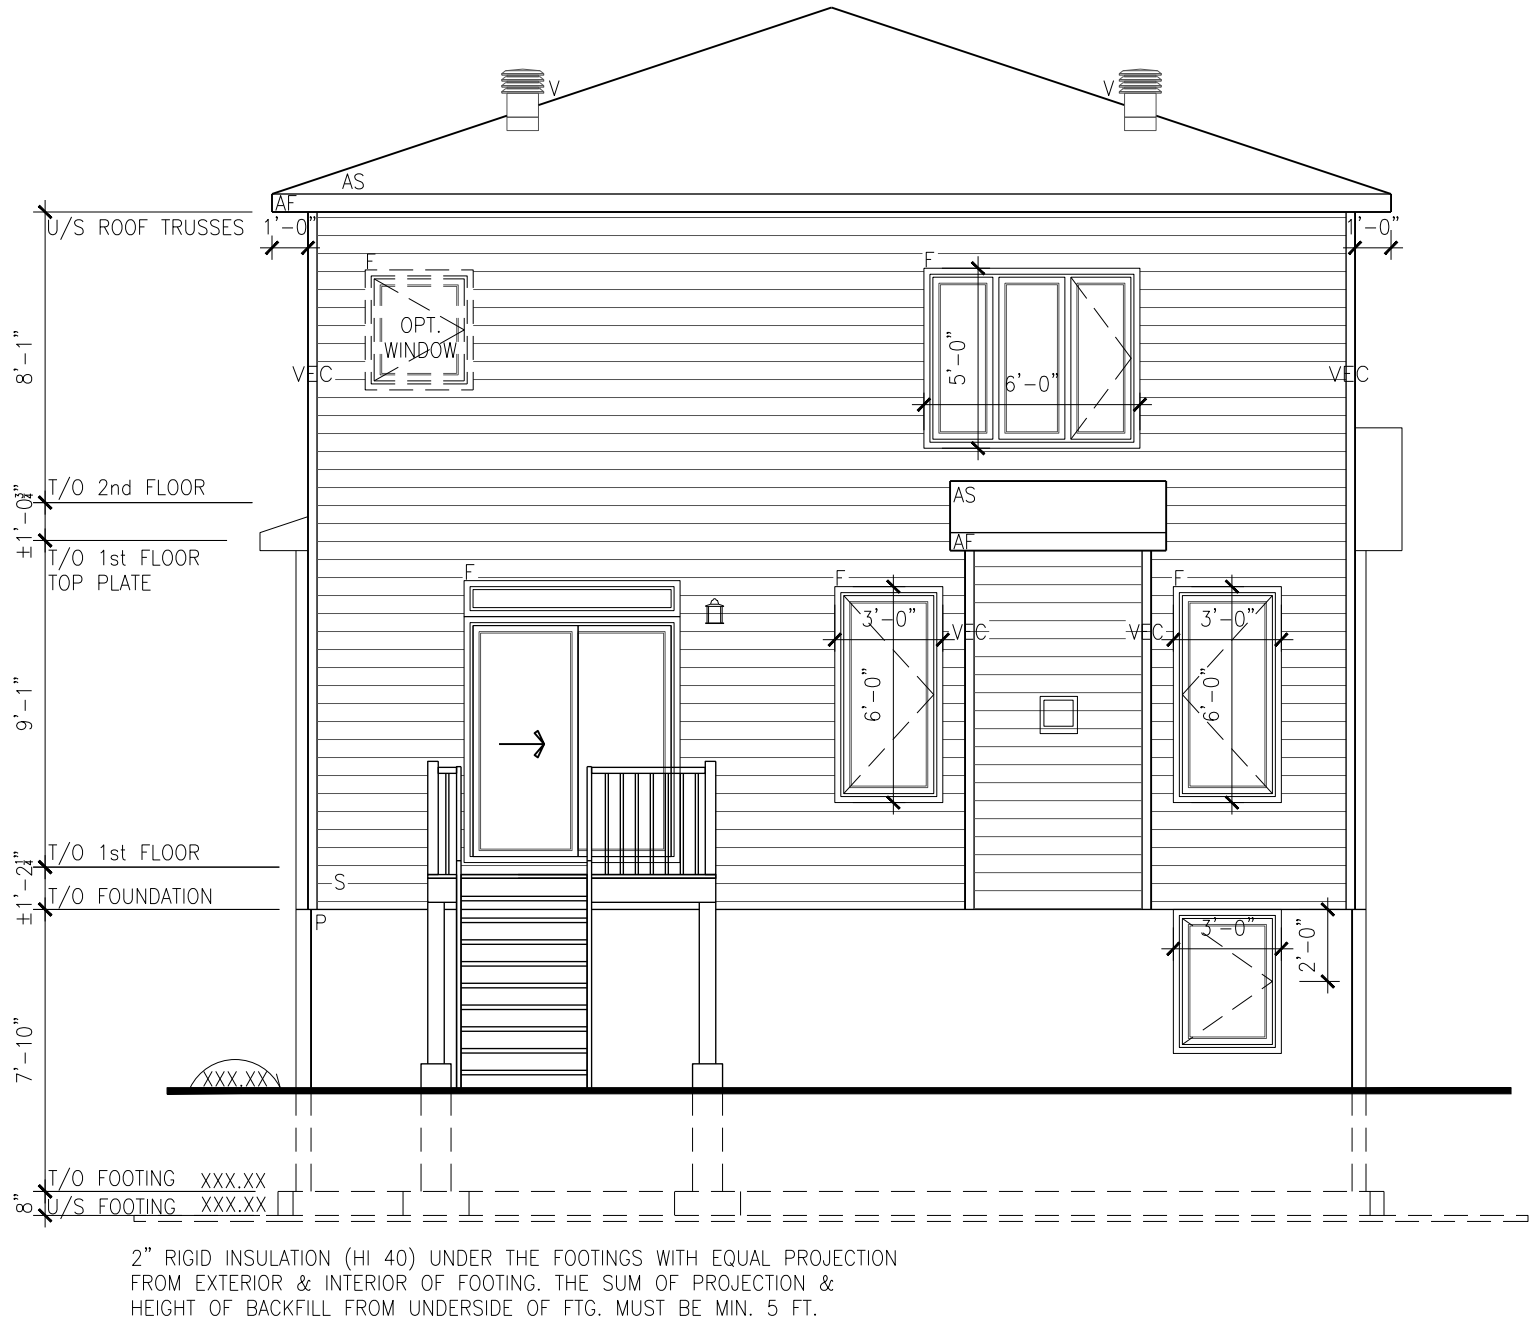 V
V
AS
AF
U/S ROOF TRUSSES
1'-0"
1'-0"
F
F
OPT.
WINDOW
8'-1"
5'-0"
6'-0"
VEC
VEC
T/O 2nd FLOOR
±1'-0¾"
AS
AF
T/O 1st FLOOR
TOP PLATE
F
F
F
3'-0"
3'-0"
VEC
VEC
9'-1"
6'-0"
6'-0"
T/O 1st FLOOR
S
±1'-2¼"
T/O FOUNDATION
P
3'-0"
2'-0"
7'-10"
XXX.XX
T/O FOOTING XXX.XX
8"
U/S FOOTING XXX.XX
2" RIGID INSULATION (HI 40) UNDER THE FOOTINGS WITH EQUAL PROJECTION
FROM EXTERIOR & INTERIOR OF FOOTING. THE SUM OF PROJECTION &
HEIGHT OF BACKFILL FROM UNDERSIDE OF FTG. MUST BE MIN. 5 FT.